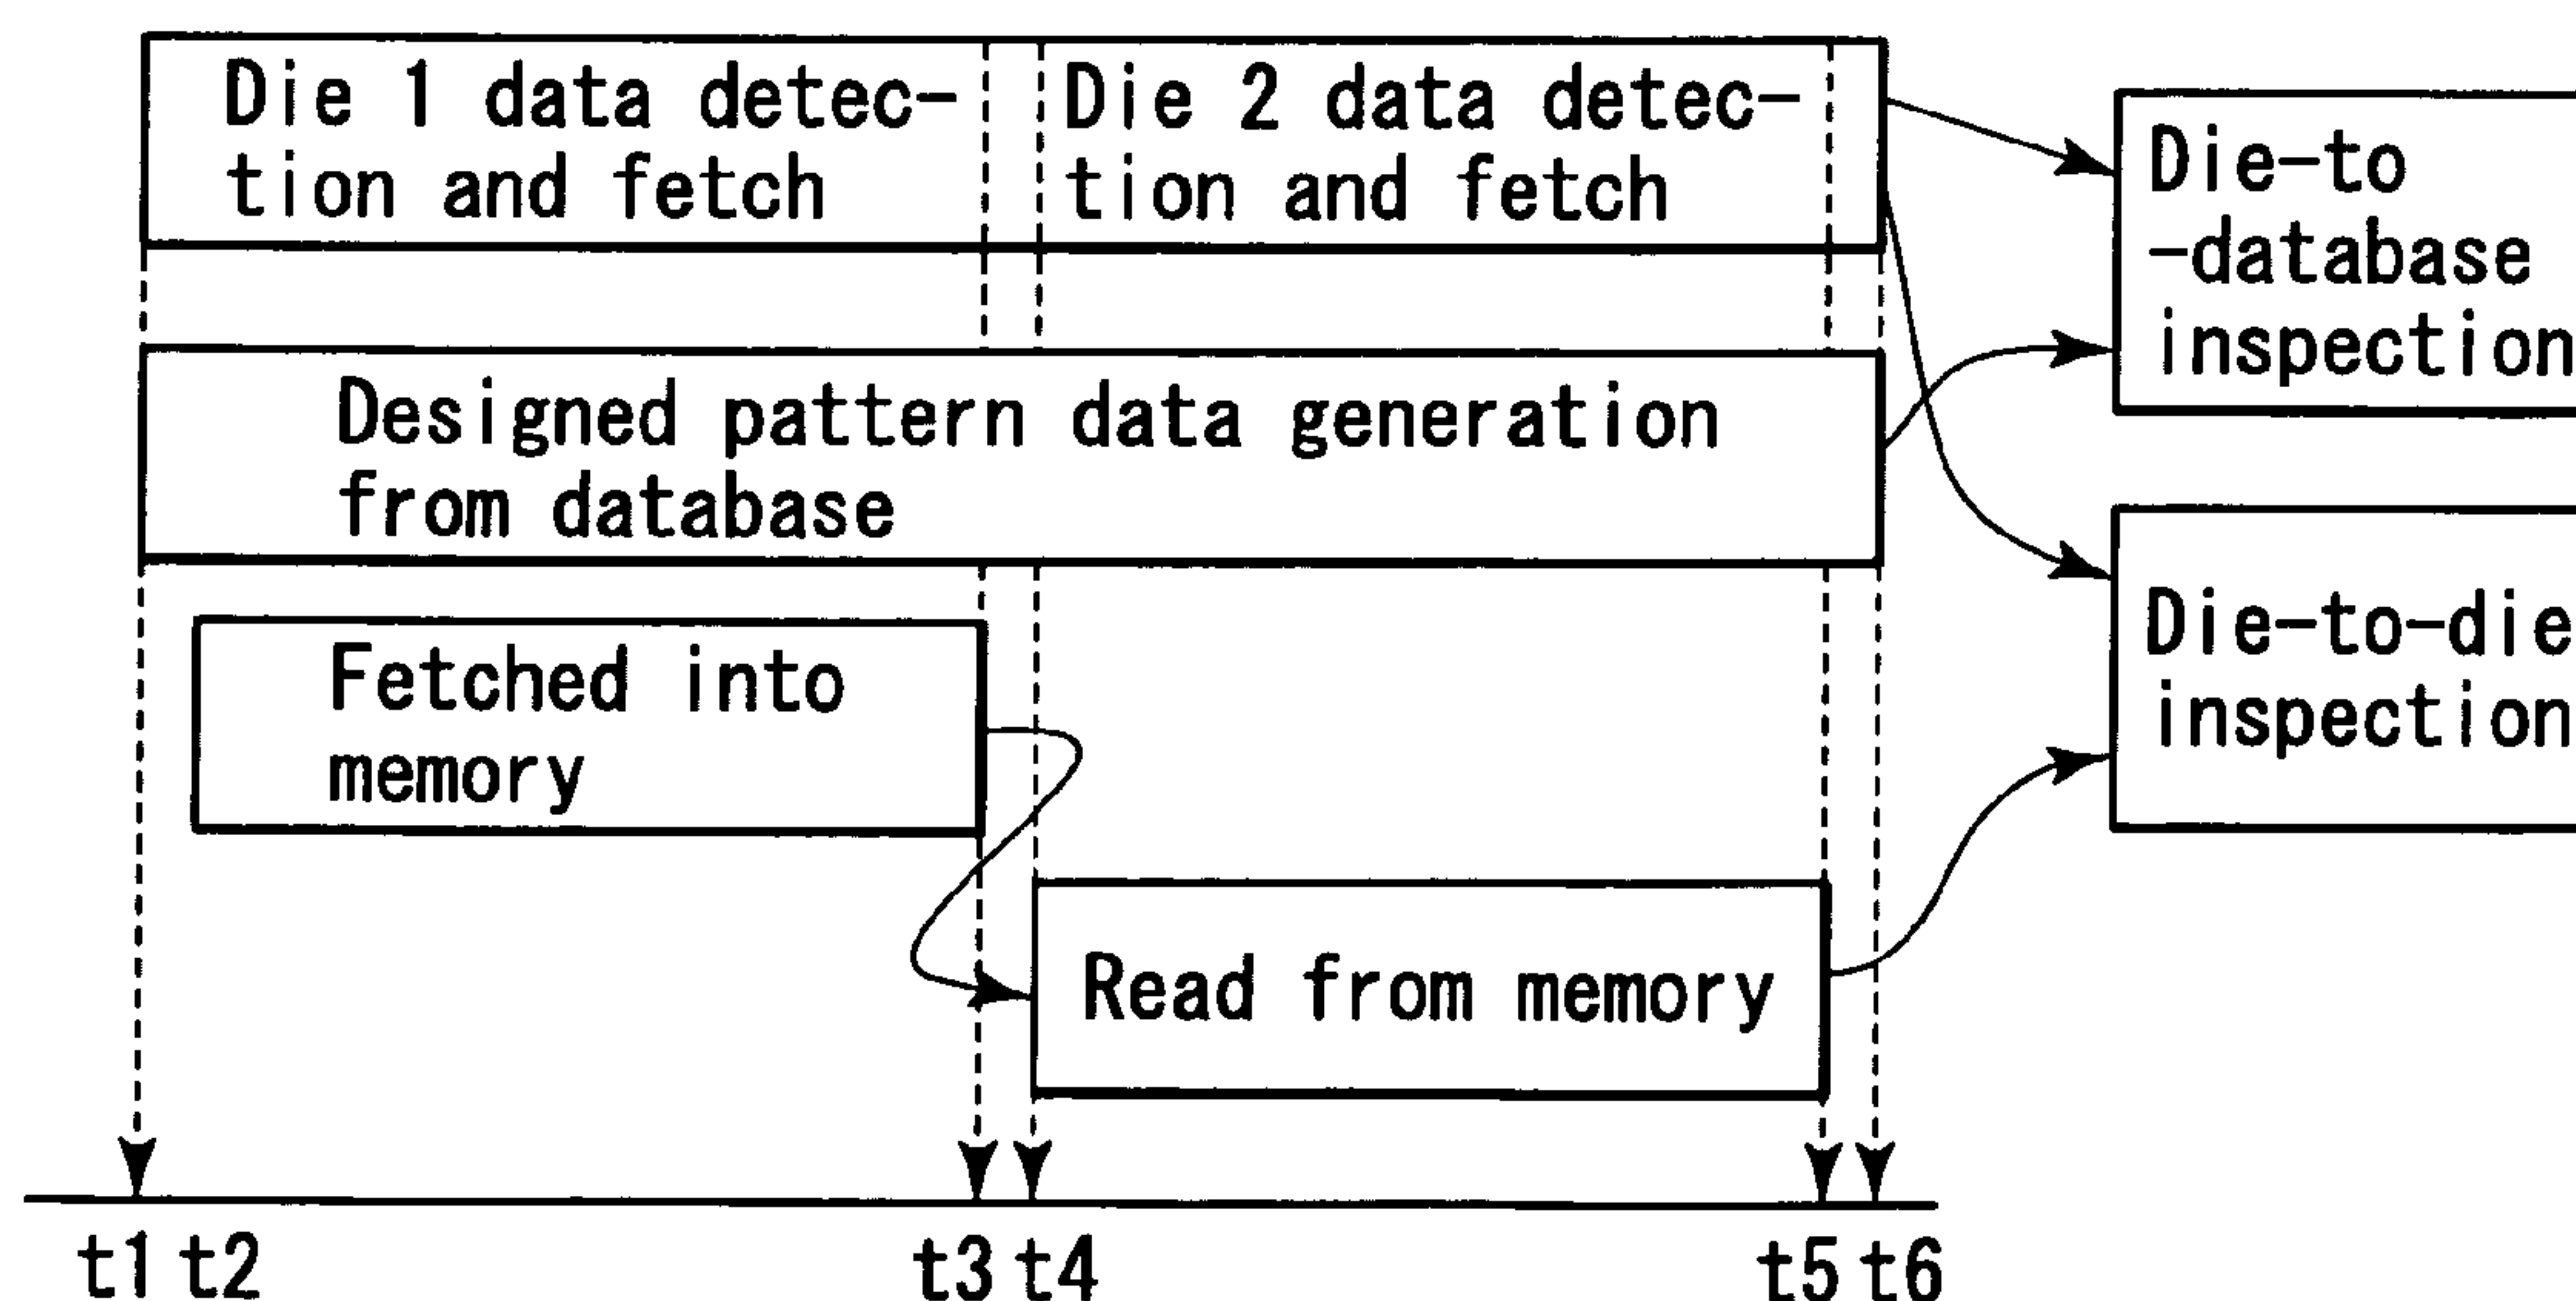 Die 1 data detec-
tion and fetch
Die 2 data detec-
tion and fetch
Die-to
-database
inspection
Designed pattern data generation
from database
Die-to-die
inspection
Fetched into
memory
Read from memory
t1 t2 t3 t4 t5 t6